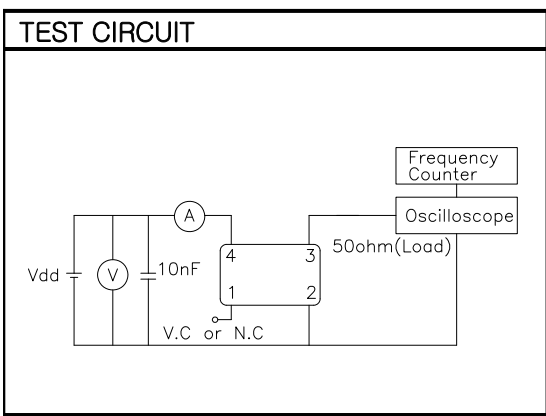 TEST CIRCUIT
Frequency
Counter
Oscilloscope
A
50ohm(Load)
4
3
Vdd
V
10nF
1
2
V.C or N.C